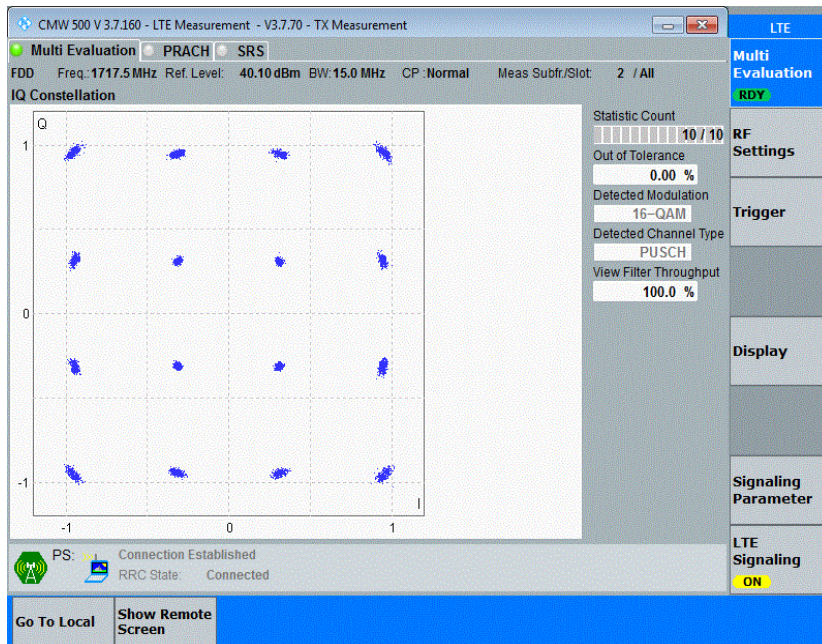 CMW 500 V 3.7.160 - LTE Measurement - V3.7.70 - TX Measurement
LTE
Multi Evaluation PRACH SRS
Multi
Evaluation
RDY
FDD Freq.:1717.5 MHz Ref. Level: 40.10 dBm BW:15.0 MHz CP :Normal Meas Subfr./Slot: 2 / All
IQ Constellation
Q
1
0
-1
I
-1 0 1
Statistic Count
10 / 10
Out of Tolerance
0.00 %
Detected Modulation
16-QAM
Detected Channel Type
PUSCH
View Filter Throughput
100.0 %
RF
Settings
Trigger
Display
Signaling
Parameter
LTE
Signaling
ON
PS: Connection Established
RRC State: Connected
Go To Local
Show Remote
Screen